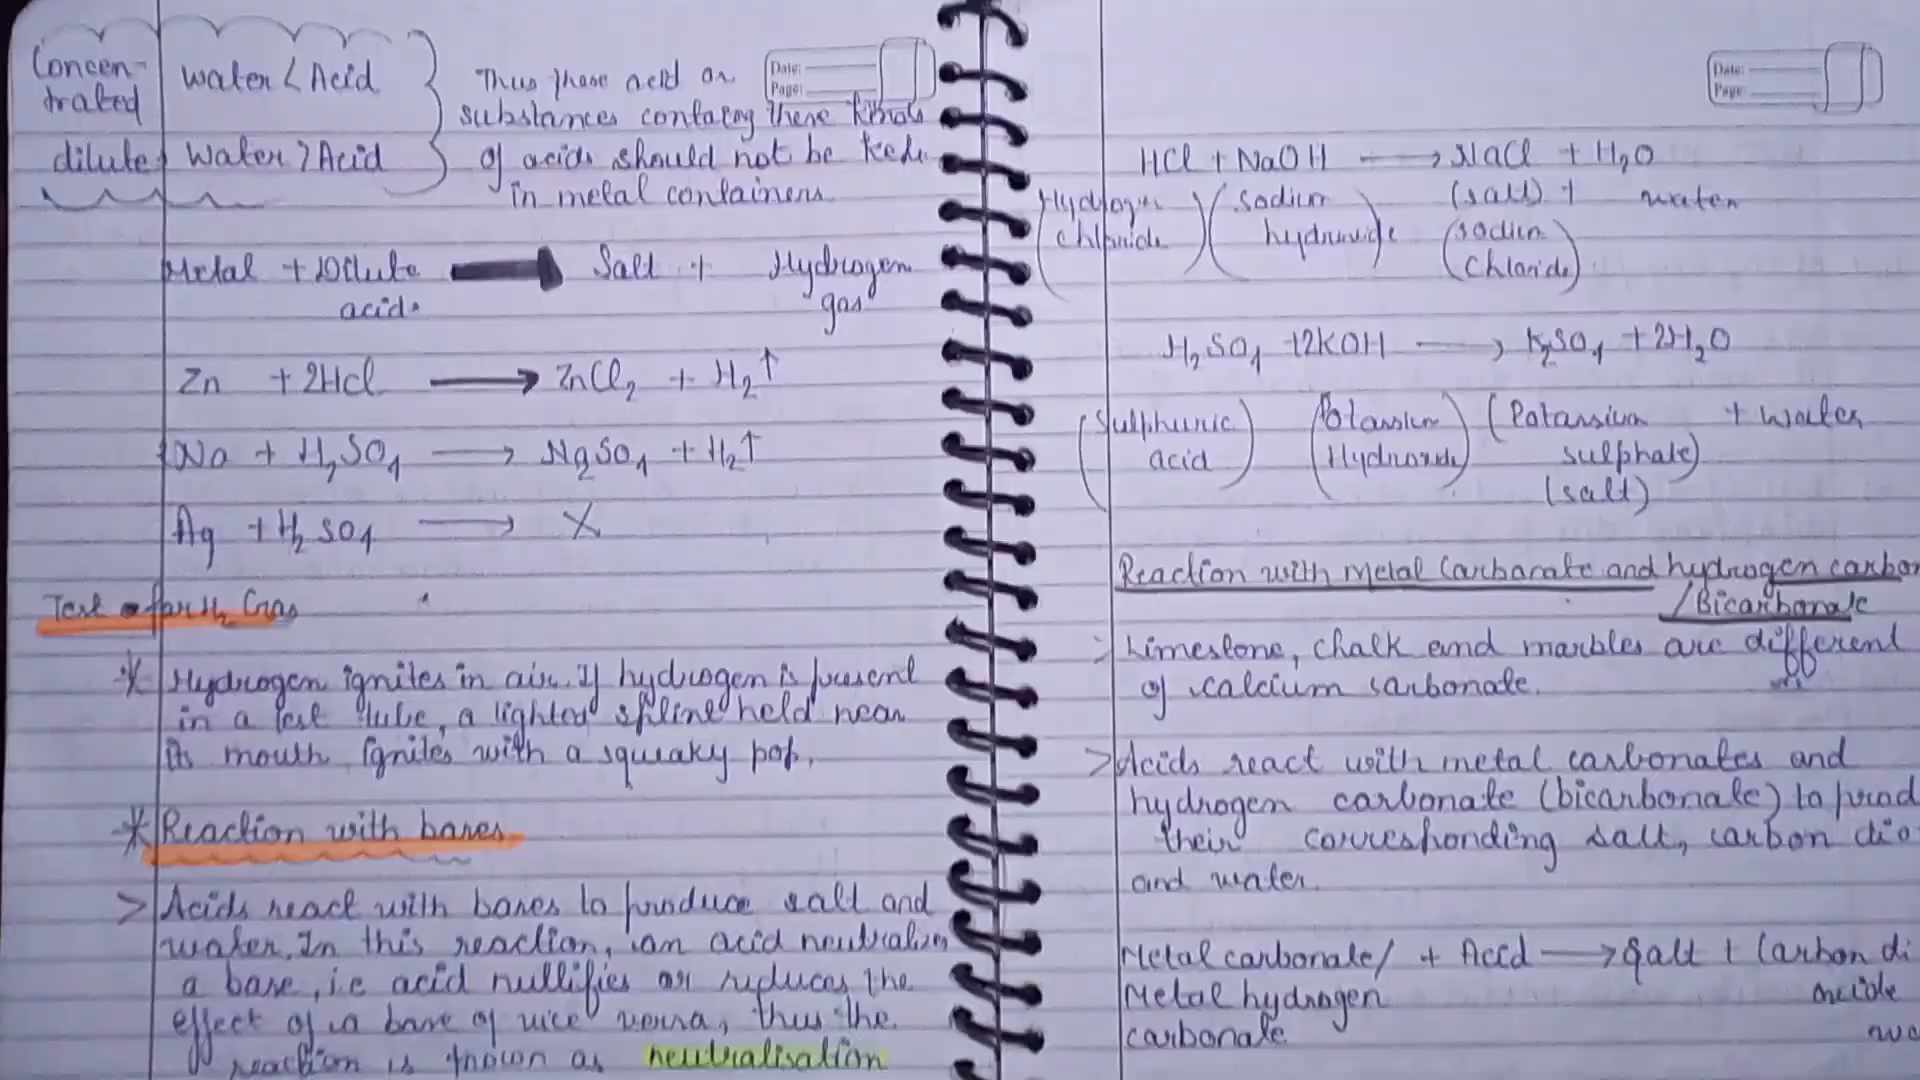 Concen-
trated
Water < Acid
dilute
Water > Acid
Thus these acid or
substances containg these kinds
of acids should not be
in metal containers
Date:
Page:
Metal + Dilute → Salt + Hydrogen
acid.
gas
Zn + 2HCl → ZnCl2 + H2↑
Na + H2SO4 → Na2SO4 + H2↑
Ag + H2SO4 → X
Test for H2 Gas
* Hydrogen ignites in air. If hydrogen is present
in a test tube, a lighted held near
its mouth ignites with a squeaky pop.
* Reaction with bases
> Acids react with bases to produce salt and
water. In this reaction, an acid
a base, i.e acid nullifies or reduces the
effect of a base of vice versa, thus the
reaction is known as neutralisation
Date:
Page:
HCl + NaOH → NaCl + H2O
(Hydrogen
chloride) (sodium
hydroxide) (salt) + water
(sodium
chloride)
H2SO4 + 2KOH → K2SO4 + 2H2O
(Sulphuric
acid) (Potassium
Hydroxide) (Potassium + Water
sulphate)
(salt)
Reaction with metal carbonate and hydrogen carbon
/Bicarbonate
> Limestone, chalk and marbles are different
of calcium carbonate.
> Acids react with metal carbonates and
hydrogen carbonate (bicarbonate) to prod
their corresponding salt, carbon dio
and water.
Metal carbonate/ + Acid → Salt + Carbon di
Metal hydrogen oxide
carbonate